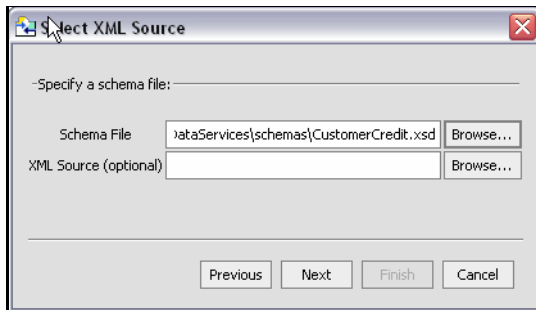 Select XML Source
Specify a schema file:
Schema File ataServices\schemas\CustomerCredit.xsd Browse...
XML Source (optional) Browse...
Previous Next Finish Cancel